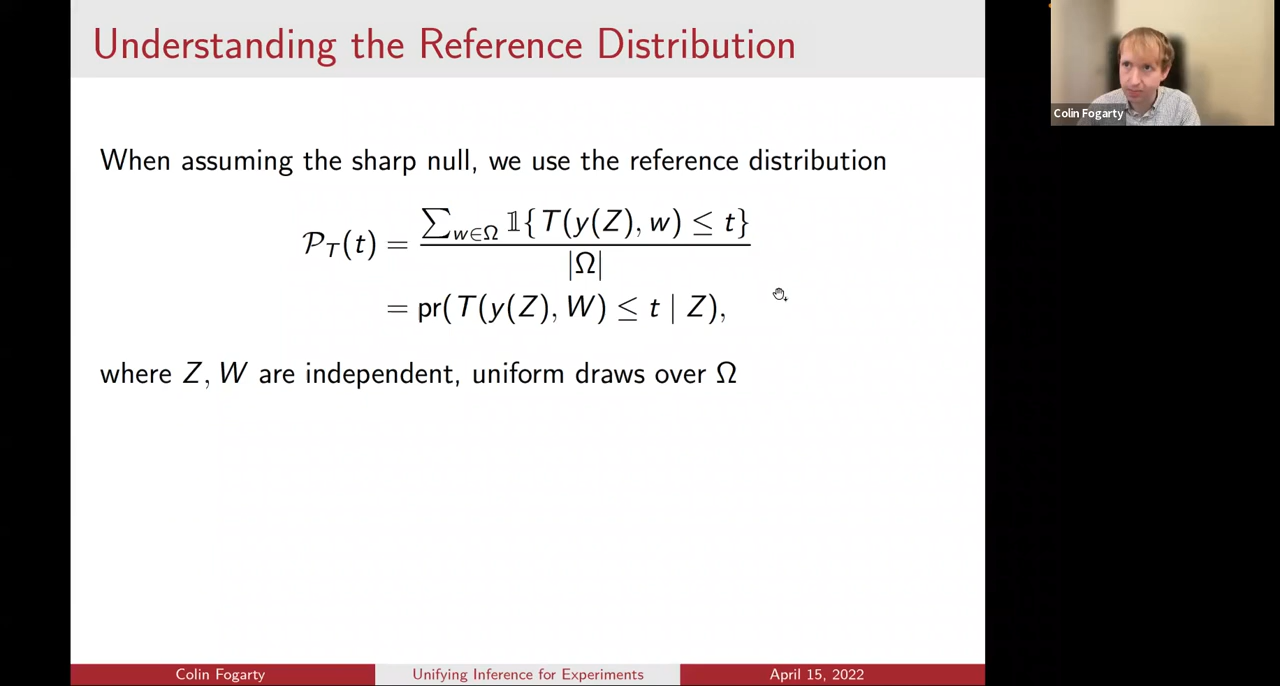 Understanding the Reference Distribution
Colin Fogarty
When assuming the sharp null, we use the reference distribution
𝒫_T(t) = ∑_{w∈Ω} 𝟙{T(y(Z), w) ≤ t} / |Ω|
= pr(T(y(Z), W) ≤ t | Z),
where Z, W are independent, uniform draws over Ω
Colin Fogarty
Unifying Inference for Experiments
April 15, 2022